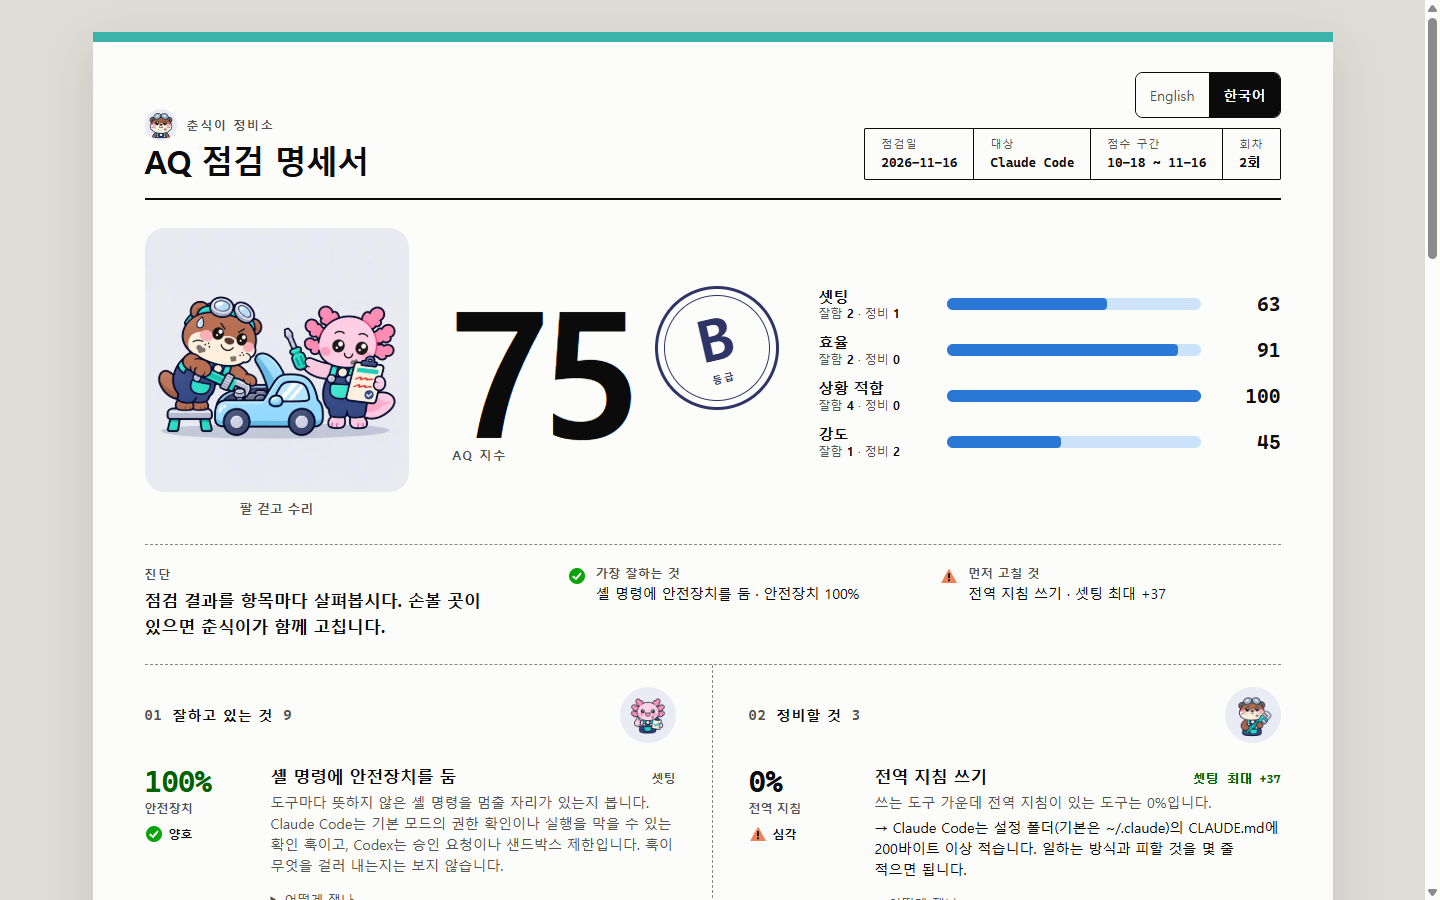 English 한국어
춘식이 정비소
AQ 점검 명세서
점검일 대상 점수 구간 회차
2026-11-16 Claude Code 10-18 ~ 11-16 2회
75
AQ 지수
B
등급
셋팅
잘함 2 · 정비 1
63
효율
잘함 2 · 정비 0
91
상황 적합
잘함 4 · 정비 0
100
강도
잘함 1 · 정비 2
45
팔 걷고 수리
진단
점검 결과를 항목마다 살펴봅시다. 손볼 곳이
있으면 춘식이가 함께 고칩니다.
가장 잘하는 것
셸 명령에 안전장치를 둠 · 안전장치 100%
먼저 고칠 것
전역 지침 쓰기 · 셋팅 최대 +37
01 잘하고 있는 것 9
100%
안전장치
양호
셸 명령에 안전장치를 둠 셋팅
도구마다 뜻하지 않은 셸 명령을 멈출 자리가 있는지 봅니다.
Claude Code는 기본 모드의 권한 확인이나 실행을 막을 수 있는
확인 훅이고, Codex는 승인 요청이나 샌드박스 제한입니다. 훅이
무엇을 걸러 내는지는 보지 않습니다.
▶ 어떻게 쟀나
02 정비할 것 3
0%
전역 지침
심각
전역 지침 쓰기 셋팅 최대 +37
쓰는 도구 가운데 전역 지침이 있는 도구는 0%입니다.
→ Claude Code는 설정 폴더(기본은 ~/.claude)의 CLAUDE.md에
200바이트 이상 적습니다. 일하는 방식과 피할 것을 몇 줄
적으면 됩니다.